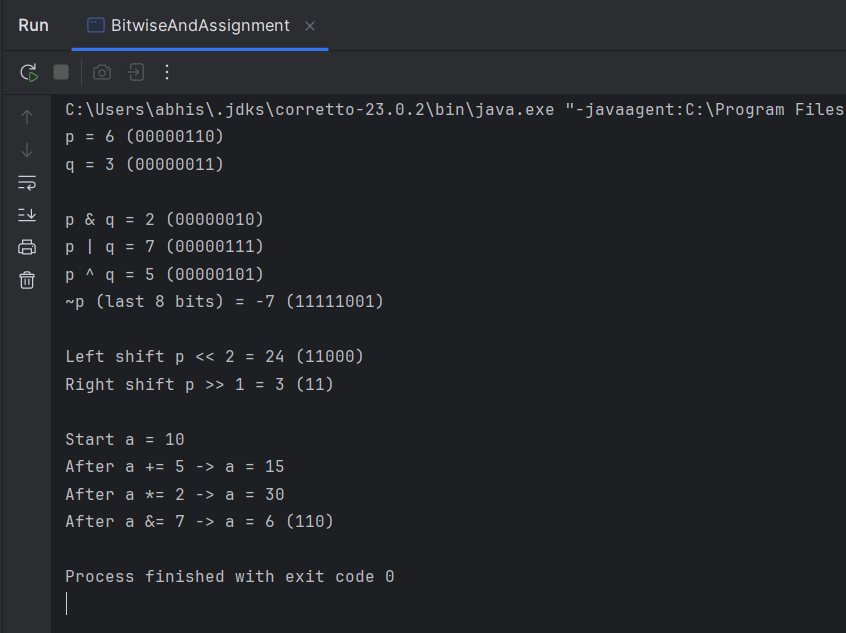 Run BitwiseAndAssignment
C:\Users\abhis\.jdks\corretto-23.0.2\bin\java.exe "-javaagent:C:\Program Files
p = 6 (00000110)
q = 3 (00000011)
p & q = 2 (00000010)
p | q = 7 (00000111)
p ^ q = 5 (00000101)
~p (last 8 bits) = -7 (11111001)
Left shift p << 2 = 24 (11000)
Right shift p >> 1 = 3 (11)
Start a = 10
After a += 5 -> a = 15
After a *= 2 -> a = 30
After a &= 7 -> a = 6 (110)
Process finished with exit code 0